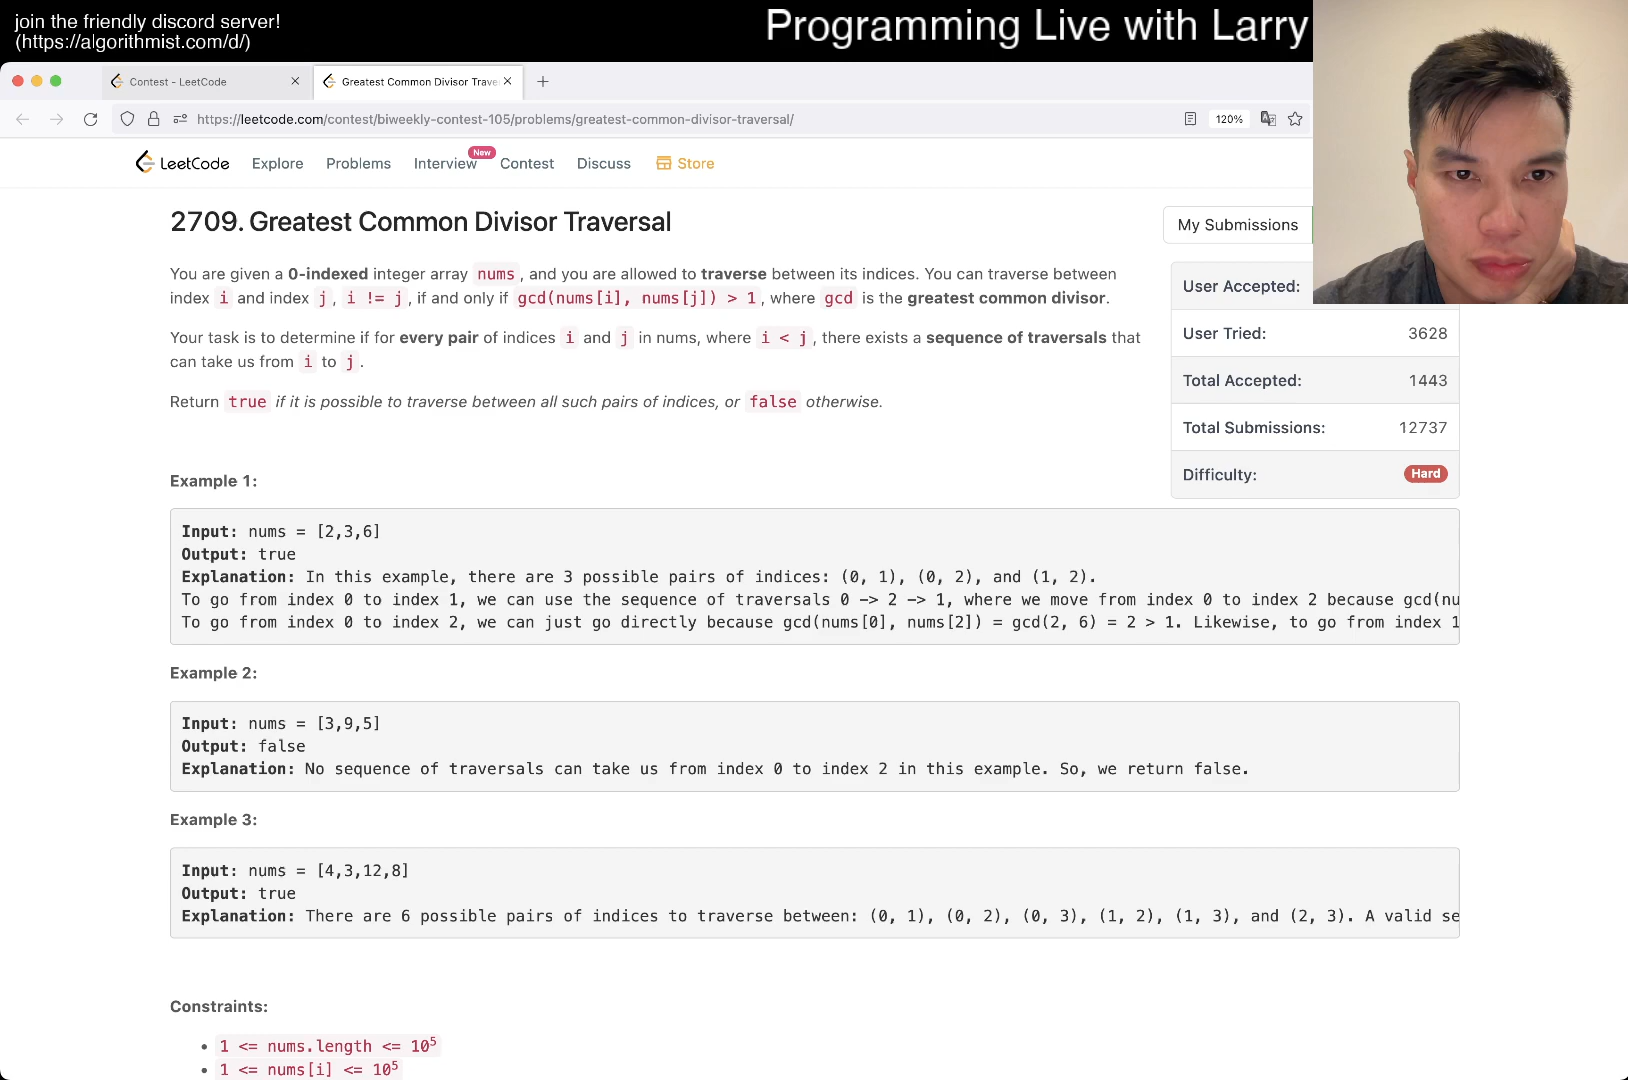 join the friendly discord server!
(https://algorithmist.com/d/)
Programming Live with Larry
Contest - LeetCode
Greatest Common Divisor Trave
https://leetcode.com/contest/biweekly-contest-105/problems/greatest-common-divisor-traversal/
120%
LeetCode
Explore
Problems
Interview
New
Contest
Discuss
Store
2709. Greatest Common Divisor Traversal
My Submissions
You are given a 0-indexed integer array nums , and you are allowed to traverse between its indices. You can traverse between
index i and index j , i != j , if and only if gcd(nums[i], nums[j]) > 1 , where gcd is the greatest common divisor.
Your task is to determine if for every pair of indices i and j in nums, where i < j , there exists a sequence of traversals that
can take us from i to j .
Return true if it is possible to traverse between all such pairs of indices, or false otherwise.
User Accepted:
User Tried: 3628
Total Accepted: 1443
Total Submissions: 12737
Difficulty: Hard
Example 1:
Input: nums = [2,3,6]
Output: true
Explanation: In this example, there are 3 possible pairs of indices: (0, 1), (0, 2), and (1, 2).
To go from index 0 to index 1, we can use the sequence of traversals 0 -> 2 -> 1, where we move from index 0 to index 2 because gcd(nu
To go from index 0 to index 2, we can just go directly because gcd(nums[0], nums[2]) = gcd(2, 6) = 2 > 1. Likewise, to go from index 1
Example 2:
Input: nums = [3,9,5]
Output: false
Explanation: No sequence of traversals can take us from index 0 to index 2 in this example. So, we return false.
Example 3:
Input: nums = [4,3,12,8]
Output: true
Explanation: There are 6 possible pairs of indices to traverse between: (0, 1), (0, 2), (0, 3), (1, 2), (1, 3), and (2, 3). A valid se
Constraints:
1 <= nums.length <= 10⁵
1 <= nums[i] <= 10⁵